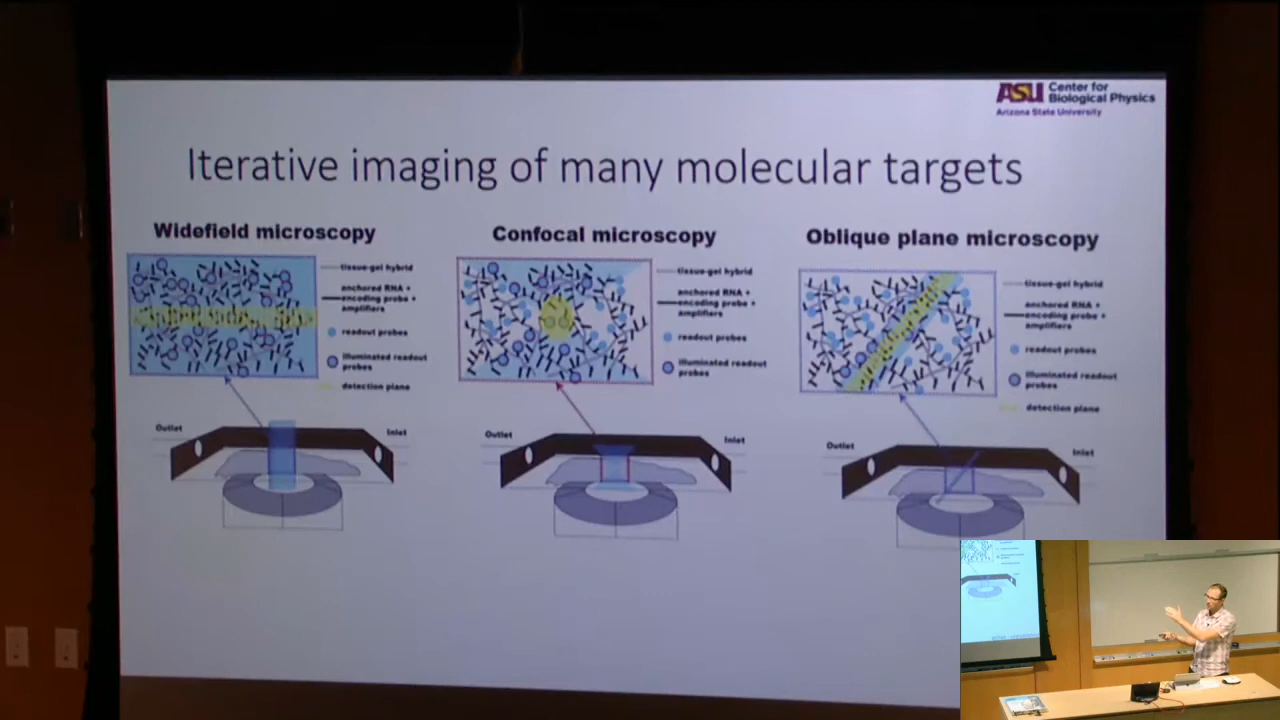 ASU Center for
Biological Physics
Arizona State University
Iterative imaging of many molecular targets
Widefield microscopy
tissue-gel hybrid
anchored RNA +
encoding probe +
amplifiers
readout probes
illuminated readout
probes
detection plane
Outlet
Inlet
Confocal microscopy
tissue-gel hybrid
anchored RNA +
encoding probe +
amplifiers
readout probes
illuminated readout
probes
Outlet
Inlet
Oblique plane microscopy
tissue-gel hybrid
anchored RNA +
encoding probe +
amplifiers
readout probes
illuminated readout
probes
detection plane
Outlet
Inlet